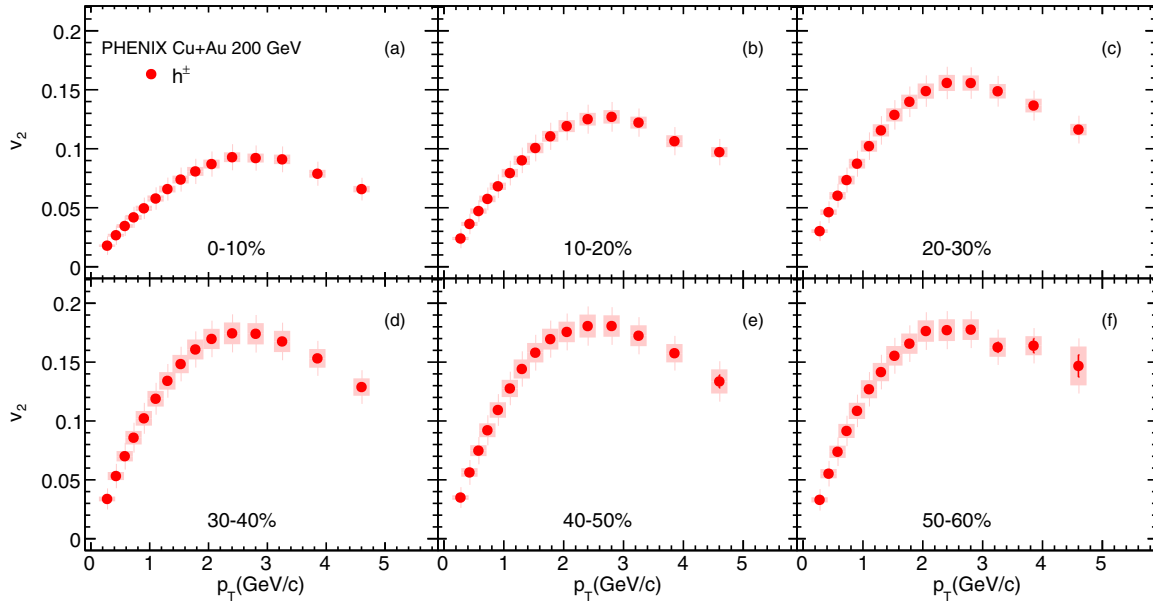 0.2
0.15
0.1
0.05
0
v2
PHENIX Cu+Au 200 GeV
h±
(a)
0-10%
(b)
10-20%
(c)
20-30%
0.2
0.15
0.1
0.05
0
v2
(d)
30-40%
(e)
40-50%
(f)
50-60%
0 1 2 3 4 5
0 1 2 3 4 5
0 1 2 3 4 5
pT(GeV/c)
pT(GeV/c)
pT(GeV/c)